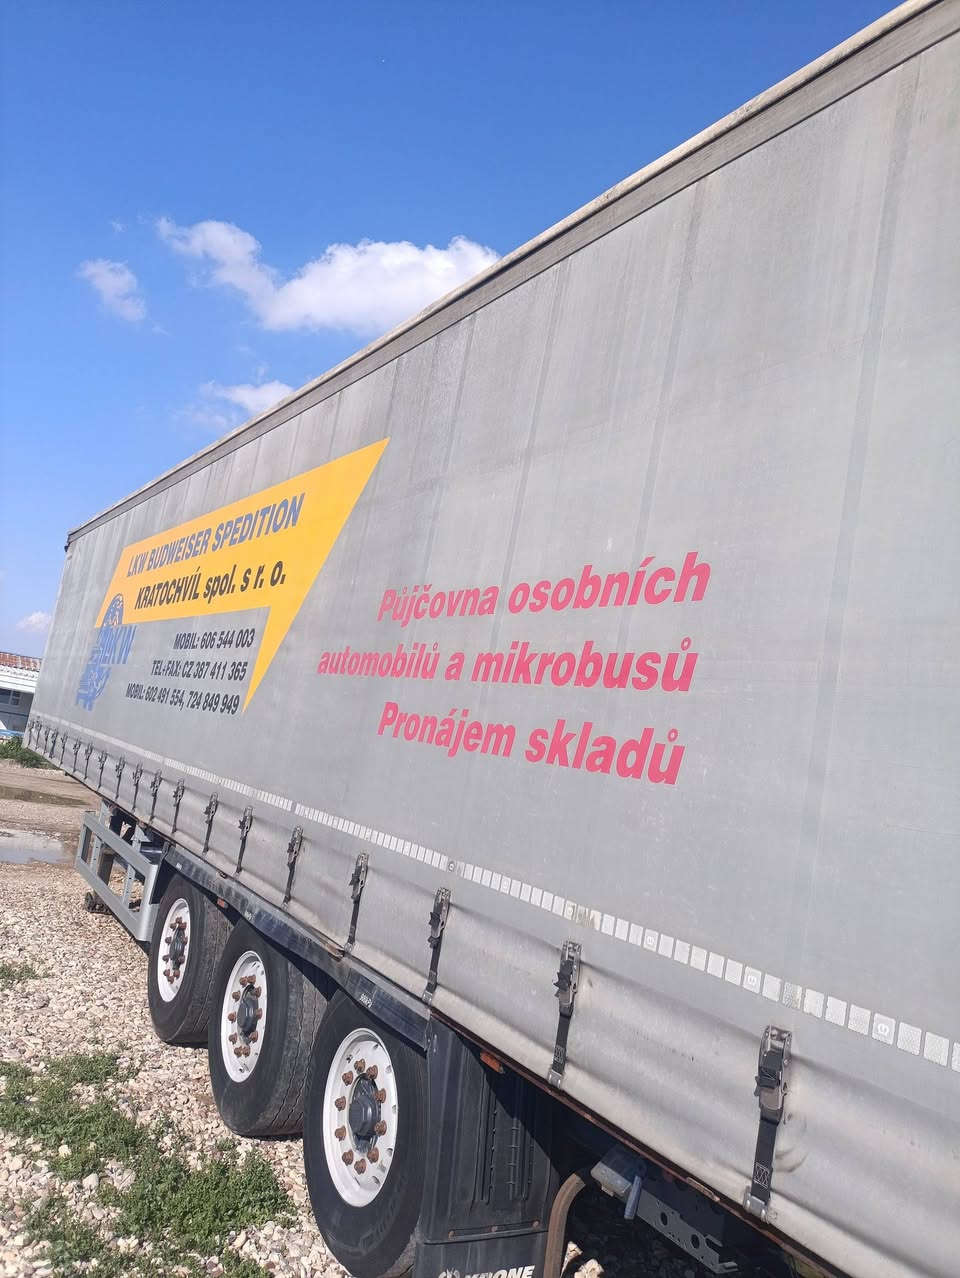 LKW BUDWEISER SPEDITION
KRATOCHVÍL spol. s r. o.
LKW
MOBIL: 606 544 003
TEL.-FAX: CZ 387 411 365
MOBIL: 602 491 554, 724 849 949
Půjčovna osobních
automobilů a mikrobusů
Pronájem skladů
KRONE